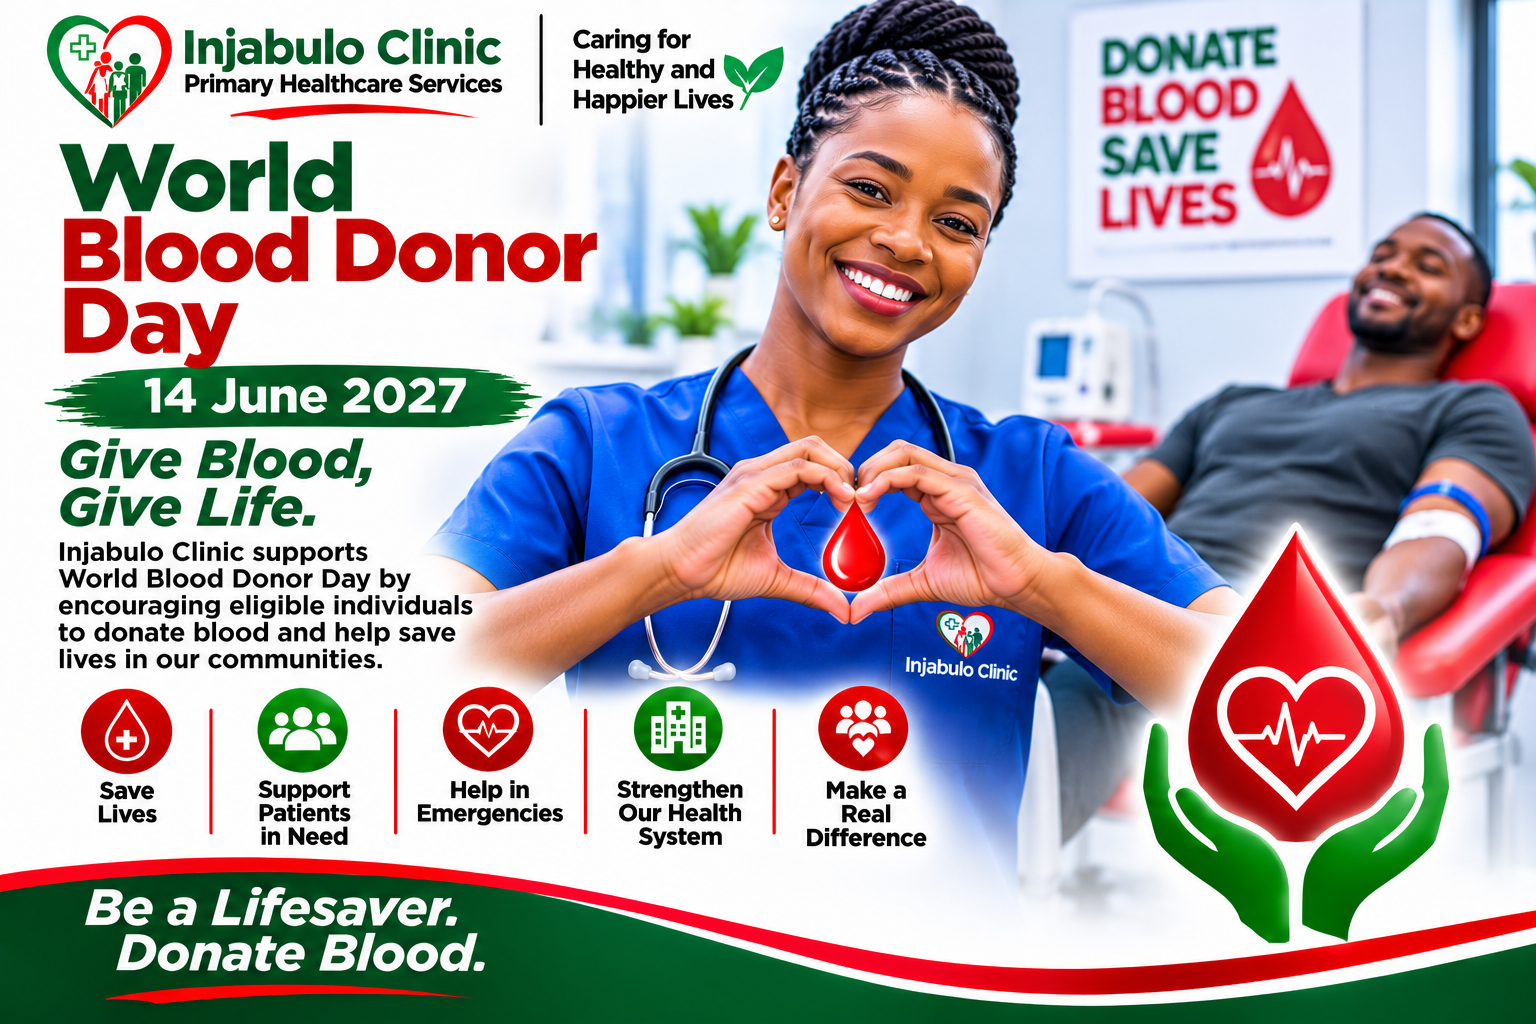 Injabulo Clinic
Primary Healthcare Services
Caring for
Healthy and
Happier Lives
World
Blood Donor
Day
14 June 2027
Give Blood,
Give Life.
Injabulo Clinic supports
World Blood Donor Day by
encouraging eligible individuals
to donate blood and help save
lives in our communities.
DONATE
BLOOD
SAVE
LIVES
Injabulo Clinic
Save
Lives
Support
Patients
in Need
Help in
Emergencies
Strengthen
Our Health
System
Make a
Real
Difference
Be a Lifesaver.
Donate Blood.